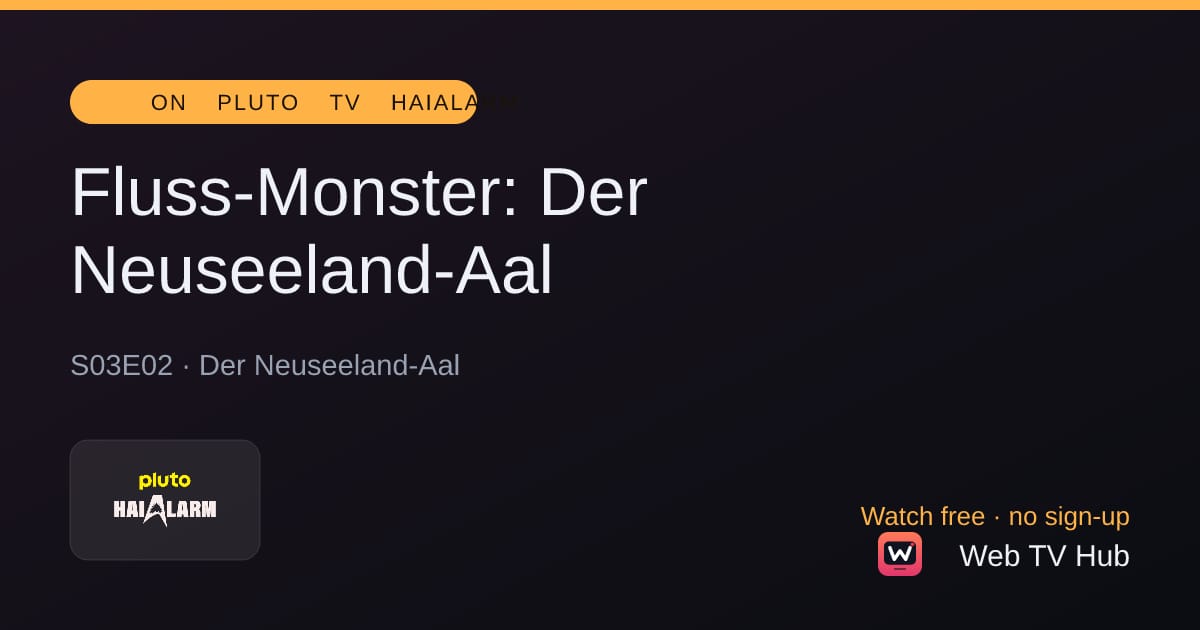 ON PLUTO TV HAIALARM
Fluss-Monster: Der
Neuseeland-Aal
S03E02 · Der Neuseeland-Aal
pluto
HAIALARM
Watch free · no sign-up
W Web TV Hub